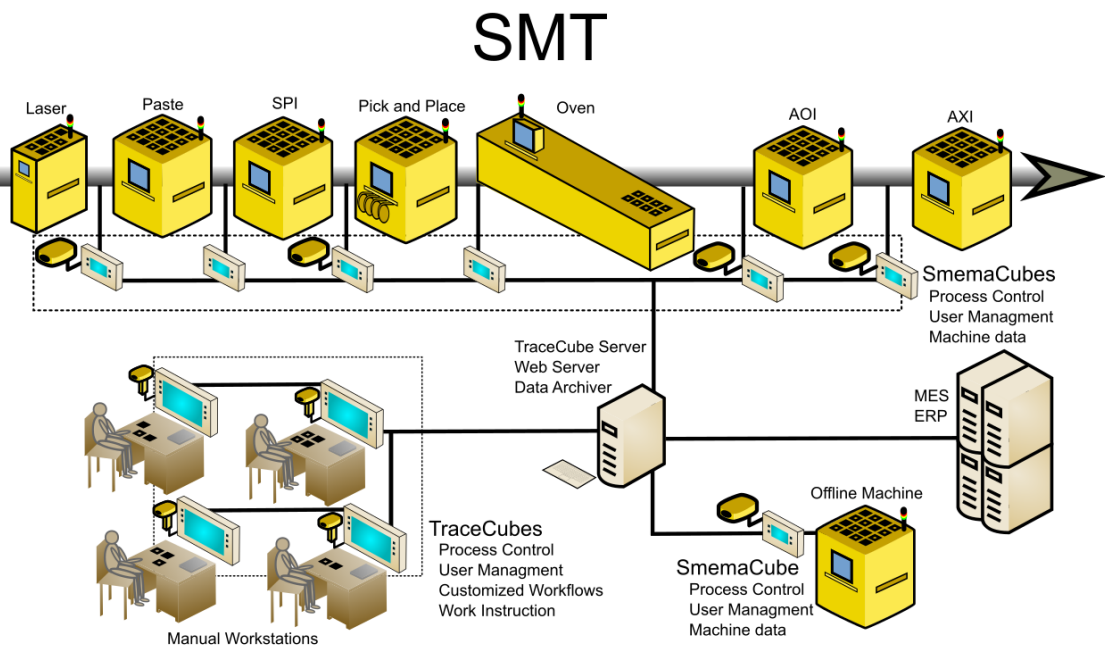 SMT
Laser
Paste
SPI
Pick and Place
Oven
AOI
AXI
SmemaCubes
Process Control
User Managment
Machine data
TraceCube Server
Web Server
Data Archiver
MES
ERP
TraceCubes
Process Control
User Managment
Customized Workflows
Work Instruction
Manual Workstations
Offline Machine
SmemaCube
Process Control
User Managment
Machine data